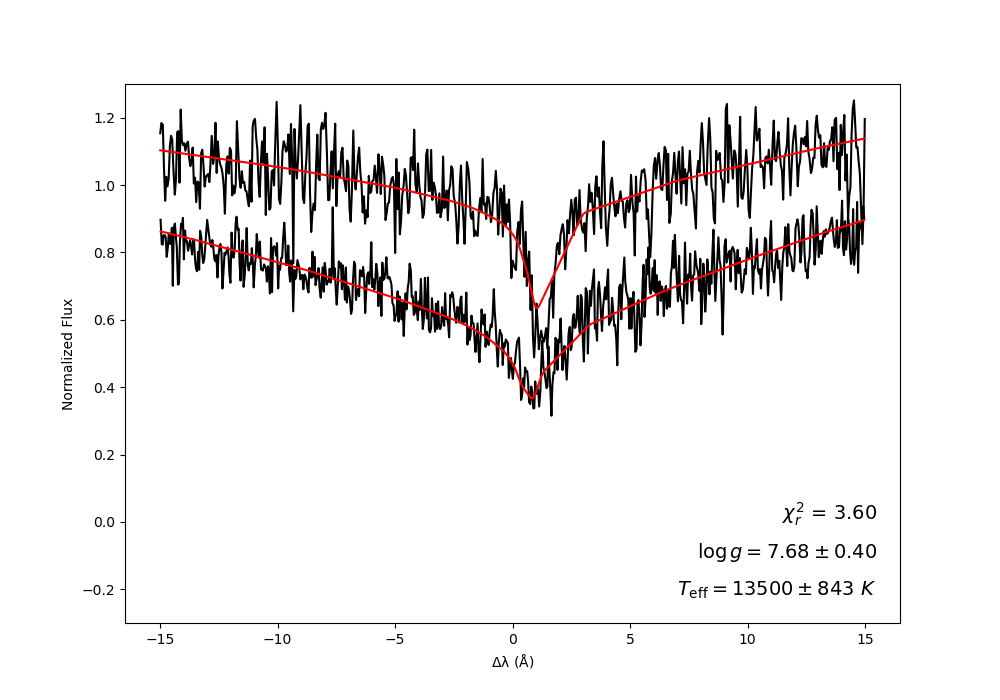 1.2
1.0
0.8
0.6
0.4
0.2
0.0
−0.2
Normalized Flux
χ²ᵣ = 3.60
log g = 7.68 ± 0.40
T_eff = 13500 ± 843 K
−15 −10 −5 0 5 10 15
Δλ (Å)